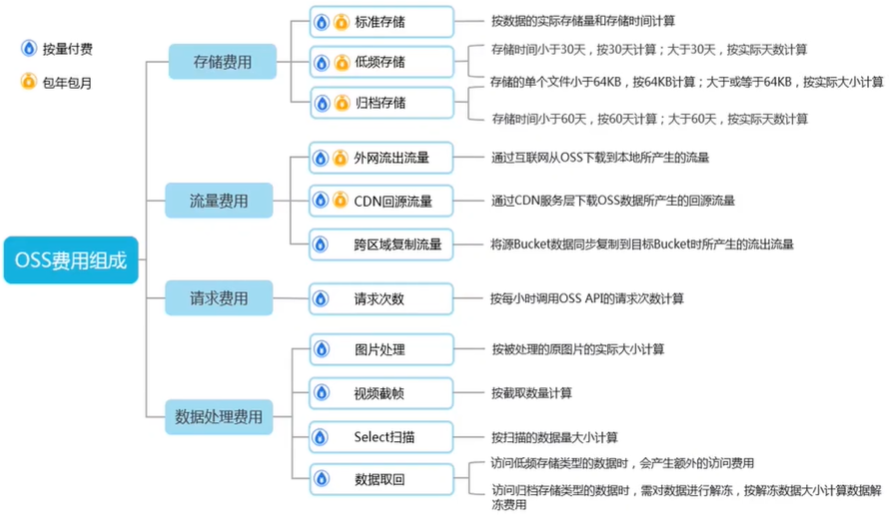 按量付费
包年包月
OSS费用组成
存储费用
标准存储
按数据的实际存储量和存储时间计算
低频存储
存储时间小于30天，按30天计算；大于30天，按实际天数计算
存储的单个文件小于64KB，按64KB计算；大于或等于64KB，按实际大小计算
归档存储
存储时间小于60天，按60天计算；大于60天，按实际天数计算
流量费用
外网流出流量
通过互联网从OSS下载到本地所产生的流量
CDN回源流量
通过CDN服务层下载OSS数据所产生的回源流量
跨区域复制流量
将源Bucket数据同步复制到目标Bucket时所产生的流出流量
请求费用
请求次数
按每小时调用OSS API的请求次数计算
数据处理费用
图片处理
按被处理的原图片的实际大小计算
视频截帧
按截取数量计算
Select扫描
按扫描的数据量大小计算
数据取回
访问低频存储类型的数据时，会产生额外的访问费用
访问归档存储类型的数据时，需对数据进行解冻，按解冻数据大小计算数据解
冻费用